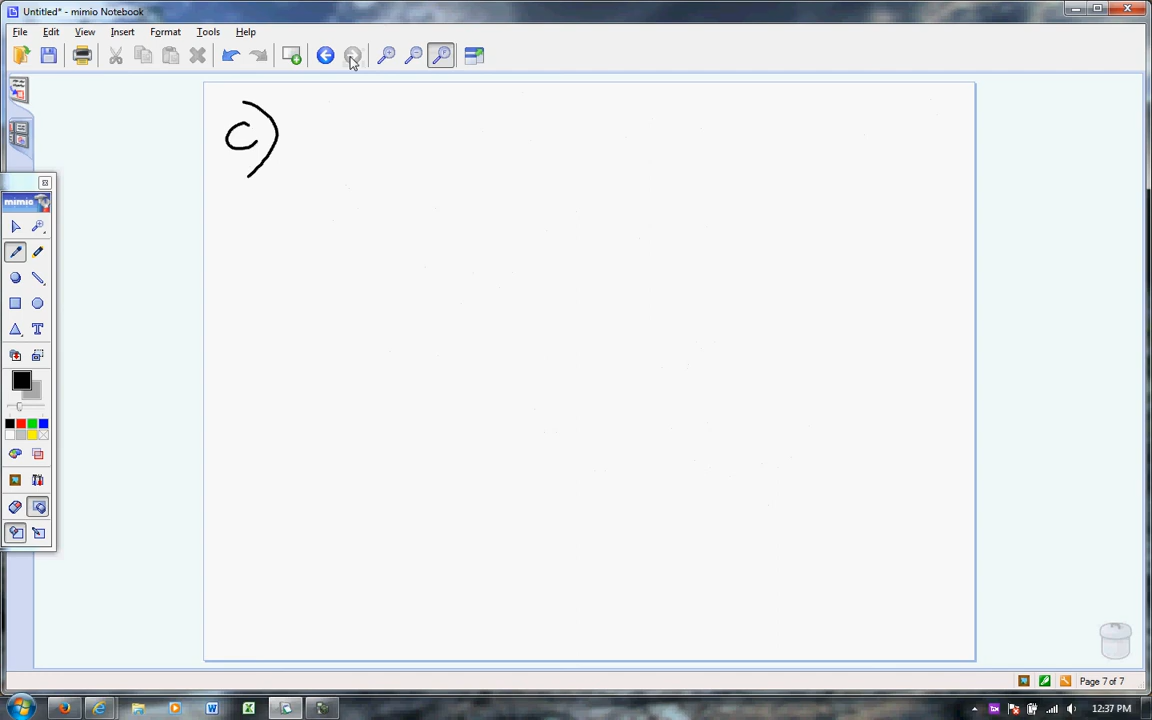 Untitled* - mimio Notebook
File Edit View Insert Format Tools Help
c)
mimio
T
W
Page 7 of 7
12:37 PM